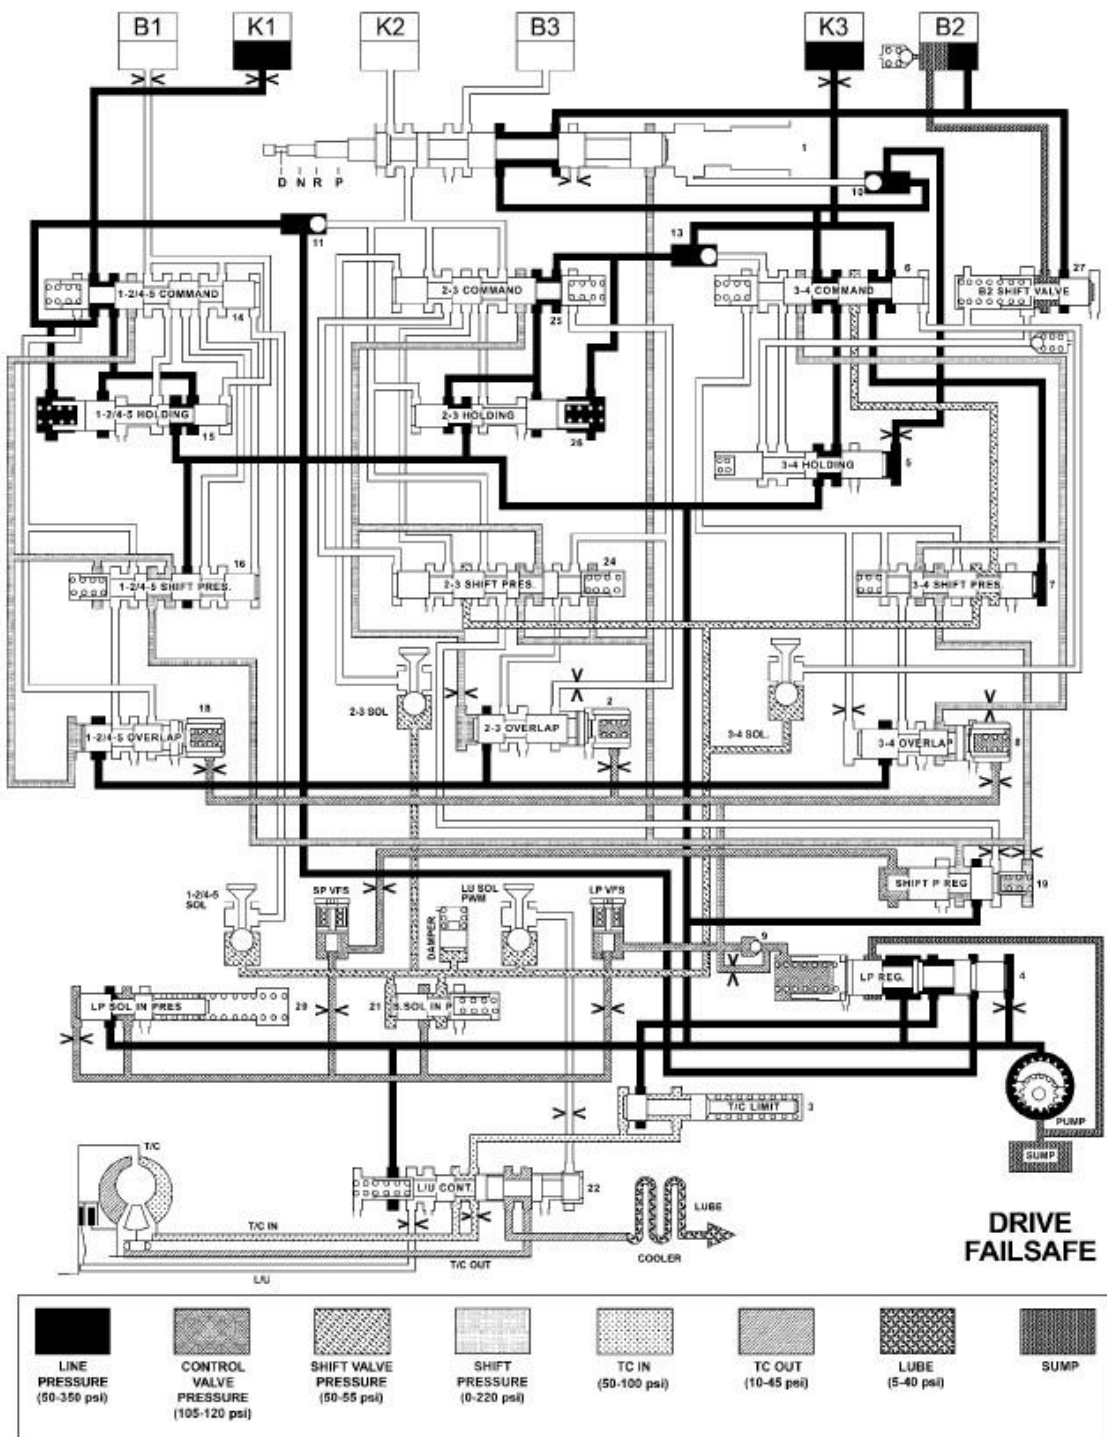 B1 K1 K2 B3 K3 B2
1
D N R P
10
11
13
6
27
1-2/4-5 COMMAND
2-3 COMMAND
3-4 COMMAND
B2 SHIFT VALVE
14
25
1-2/4-5 HOLDING
2-3 HOLDING
15
26
3-4 HOLDING
5
16
24
1-2/4-5 SHIFT PRES.
2-3 SHIFT PRES.
3-4 SHIFT PRES.
7
18
2
2-3 SOL
3-4 SOL.
1-2/4-5 OVERLAP
2-3 OVERLAP
3-4 OVERLAP
8
SHIFT P REG
19
1-2/4-5
SOL
SP VFS
DAMPER
LU SOL
PWM
LP VFS
9
LP REG.
4
LP SOL IN PRES
20
21
S.SOL IN P
T/C LIMIT
3
PUMP
SUMP
T/C
L/U CONT.
22
T/C IN
T/C OUT
L/U
LUBE
COOLER
DRIVE
FAILSAFE
LINE
PRESSURE
(50-350 psi)
CONTROL
VALVE
PRESSURE
(105-120 psi)
SHIFT VALVE
PRESSURE
(50-55 psi)
SHIFT
PRESSURE
(0-220 psi)
TC IN
(50-100 psi)
TC OUT
(10-45 psi)
LUBE
(5-40 psi)
SUMP